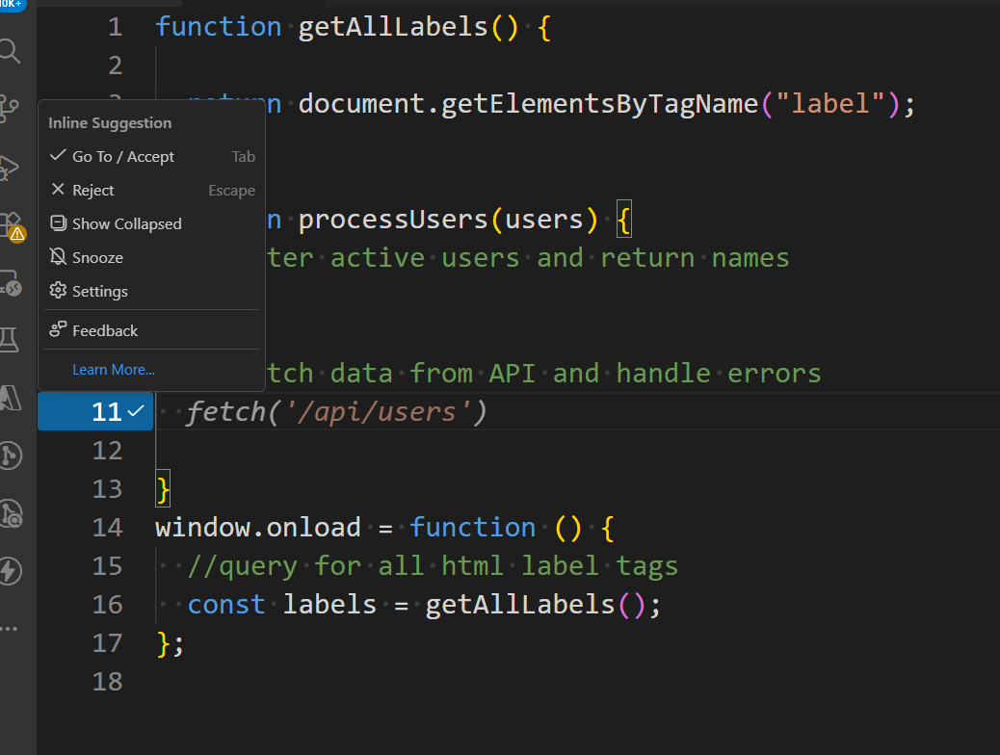 10K+
1 function getAllLabels() {
2
return document.getElementsByTagName("label");
Inline Suggestion
Go To / Accept Tab
Reject Escape
n processUsers(users) {
Show Collapsed
ter active users and return names
Snooze
Settings
Feedback
Learn More...
tch data from API and handle errors
11 fetch('/api/users')
12
13 }
14 window.onload = function () {
15 //query for all html label tags
16 const labels = getAllLabels();
17 };
18